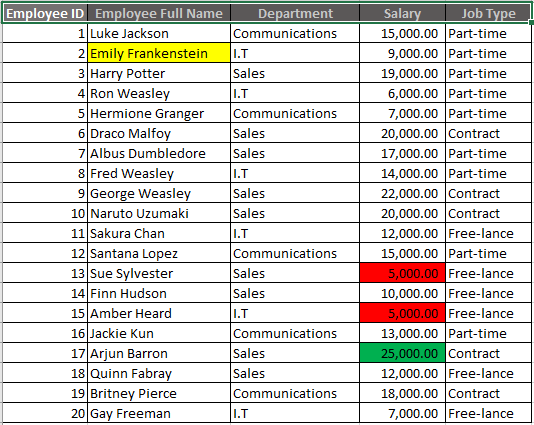 Employee ID Employee Full Name Department Salary Job Type
1 Luke Jackson Communications 15,000.00 Part-time
2 Emily Frankenstein I.T 9,000.00 Part-time
3 Harry Potter Sales 19,000.00 Part-time
4 Ron Weasley I.T 6,000.00 Part-time
5 Hermione Granger Communications 7,000.00 Part-time
6 Draco Malfoy Sales 20,000.00 Contract
7 Albus Dumbledore Sales 17,000.00 Part-time
8 Fred Weasley I.T 14,000.00 Part-time
9 George Weasley Sales 22,000.00 Contract
10 Naruto Uzumaki Sales 20,000.00 Contract
11 Sakura Chan I.T 12,000.00 Free-lance
12 Santana Lopez Communications 15,000.00 Part-time
13 Sue Sylvester Sales 5,000.00 Free-lance
14 Finn Hudson Sales 10,000.00 Free-lance
15 Amber Heard I.T 5,000.00 Free-lance
16 Jackie Kun Communications 13,000.00 Part-time
17 Arjun Barron Sales 25,000.00 Contract
18 Quinn Fabray Sales 12,000.00 Free-lance
19 Britney Pierce Communications 18,000.00 Contract
20 Gay Freeman I.T 7,000.00 Free-lance